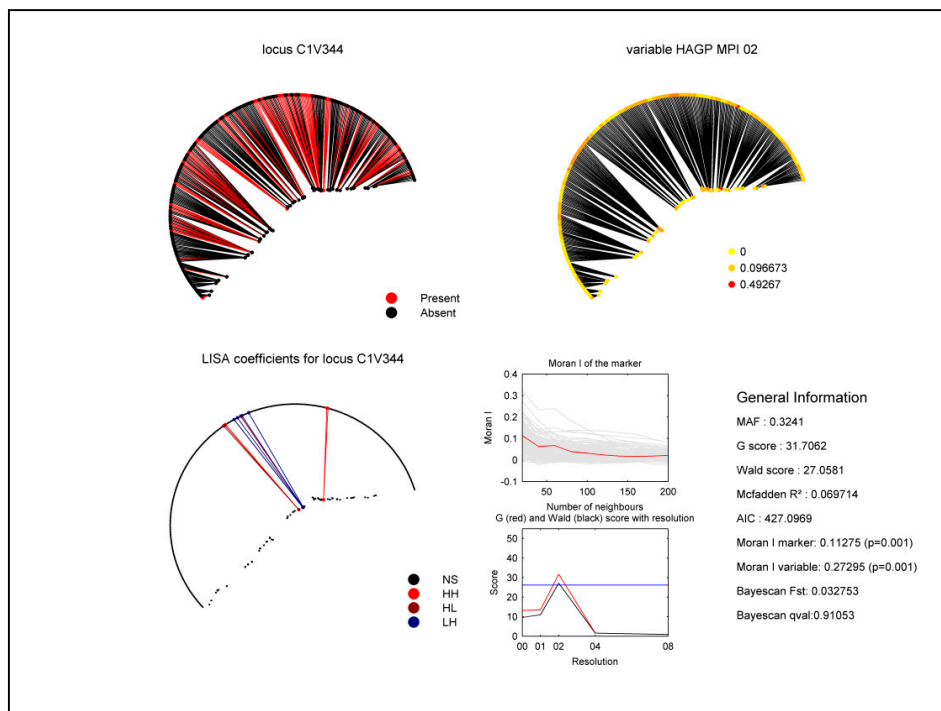 locus C1V344
variable HAGP MPI 02
Present
Absent
0
0.096673
0.49267
LISA coefficients for locus C1V344
NS
HH
HL
LH
Moran I of the marker
0.4
0.3
0.2
0.1
0
-0.1
Moran I
50
100
150
200
Number of neighbours
G (red) and Wald (black) score with resolution
50
40
30
20
10
0
Score
00
01
02
04
08
Resolution
General Information
MAF : 0.3241
G score : 31.7062
Wald score : 27.0581
Mcfadden R² : 0.069714
AIC : 427.0969
Moran I marker: 0.11275 (p=0.001)
Moran I variable: 0.27295 (p=0.001)
Bayescan Fst: 0.032753
Bayescan qval:0.91053